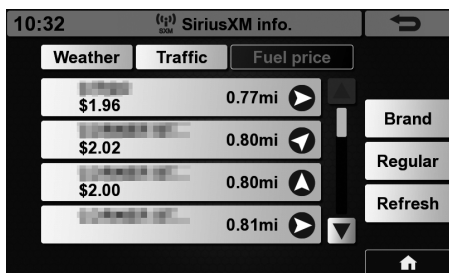 10:32 SXM SiriusXM info.
Weather Traffic Fuel price
$1.96 0.77mi
Brand
$2.02 0.80mi
Regular
$2.00 0.80mi
Refresh
0.81mi